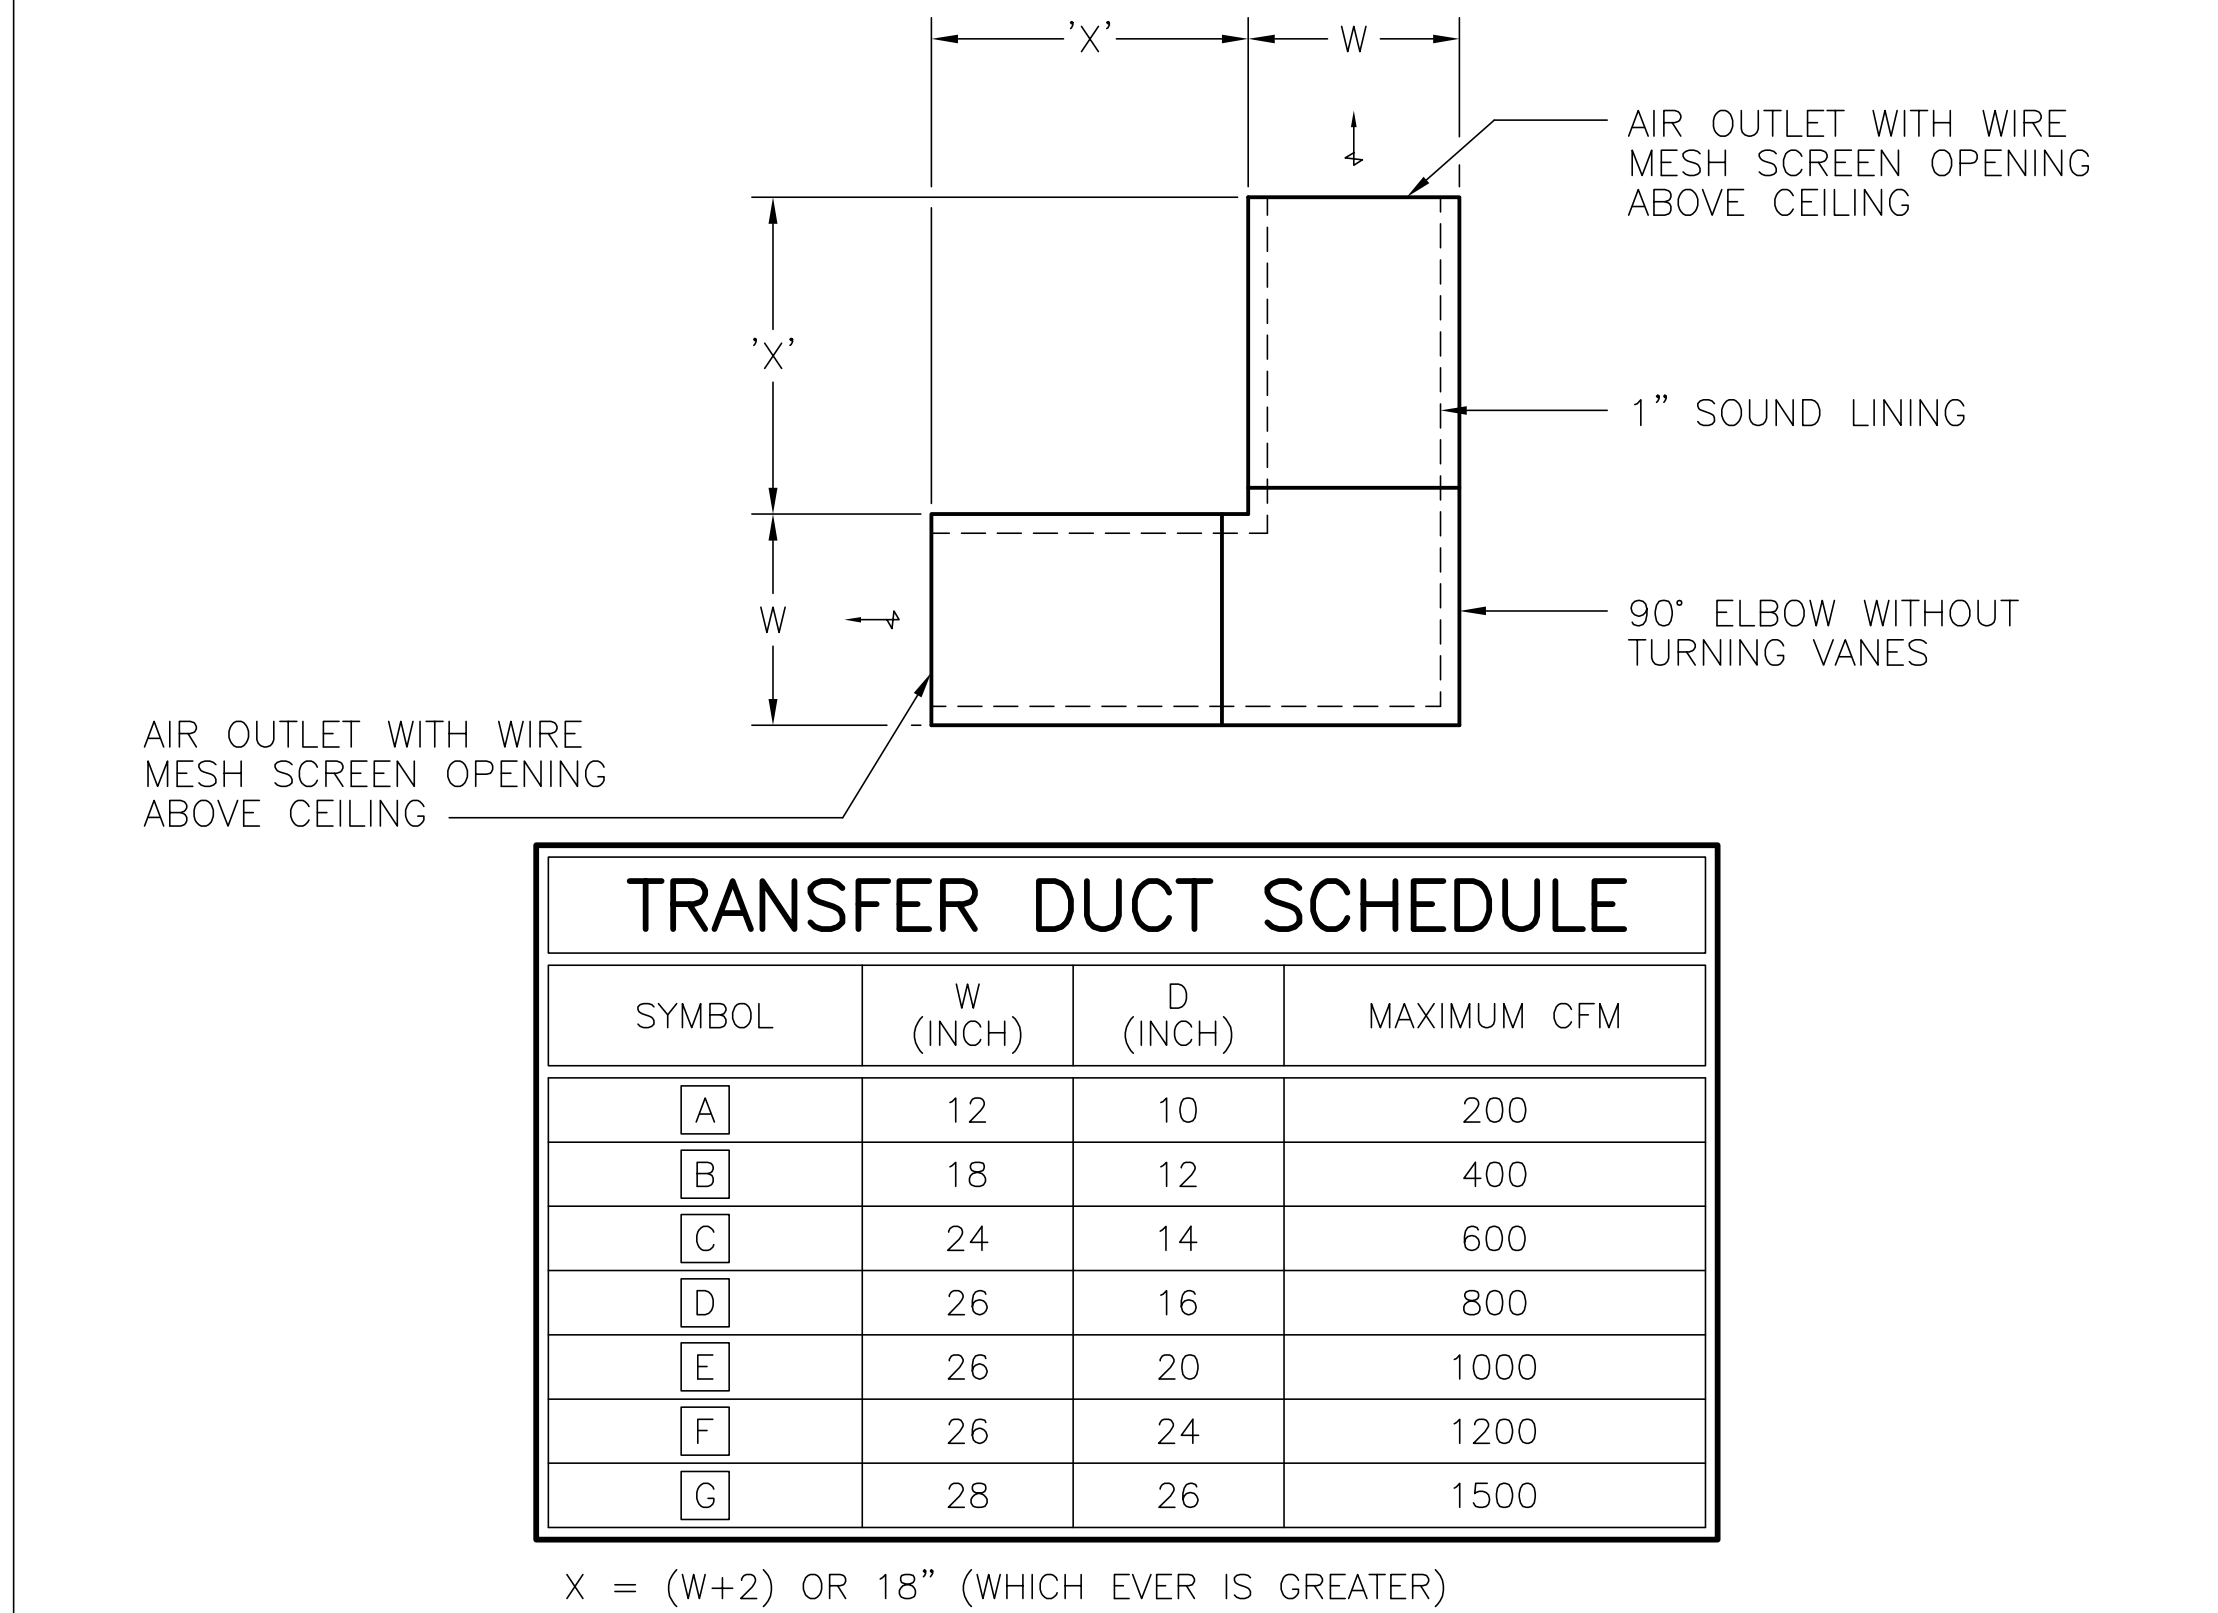 'X'
W
AIR OUTLET WITH WIRE
MESH SCREEN OPENING
ABOVE CEILING
'X'
1" SOUND LINING
W
90° ELBOW WITHOUT
TURNING VANES
AIR OUTLET WITH WIRE
MESH SCREEN OPENING
ABOVE CEILING
TRANSFER DUCT SCHEDULE
SYMBOL W (INCH) D (INCH) MAXIMUM CFM
A 12 10 200
B 18 12 400
C 24 14 600
D 26 16 800
E 26 20 1000
F 26 24 1200
G 28 26 1500
X = (W+2) OR 18" (WHICH EVER IS GREATER)